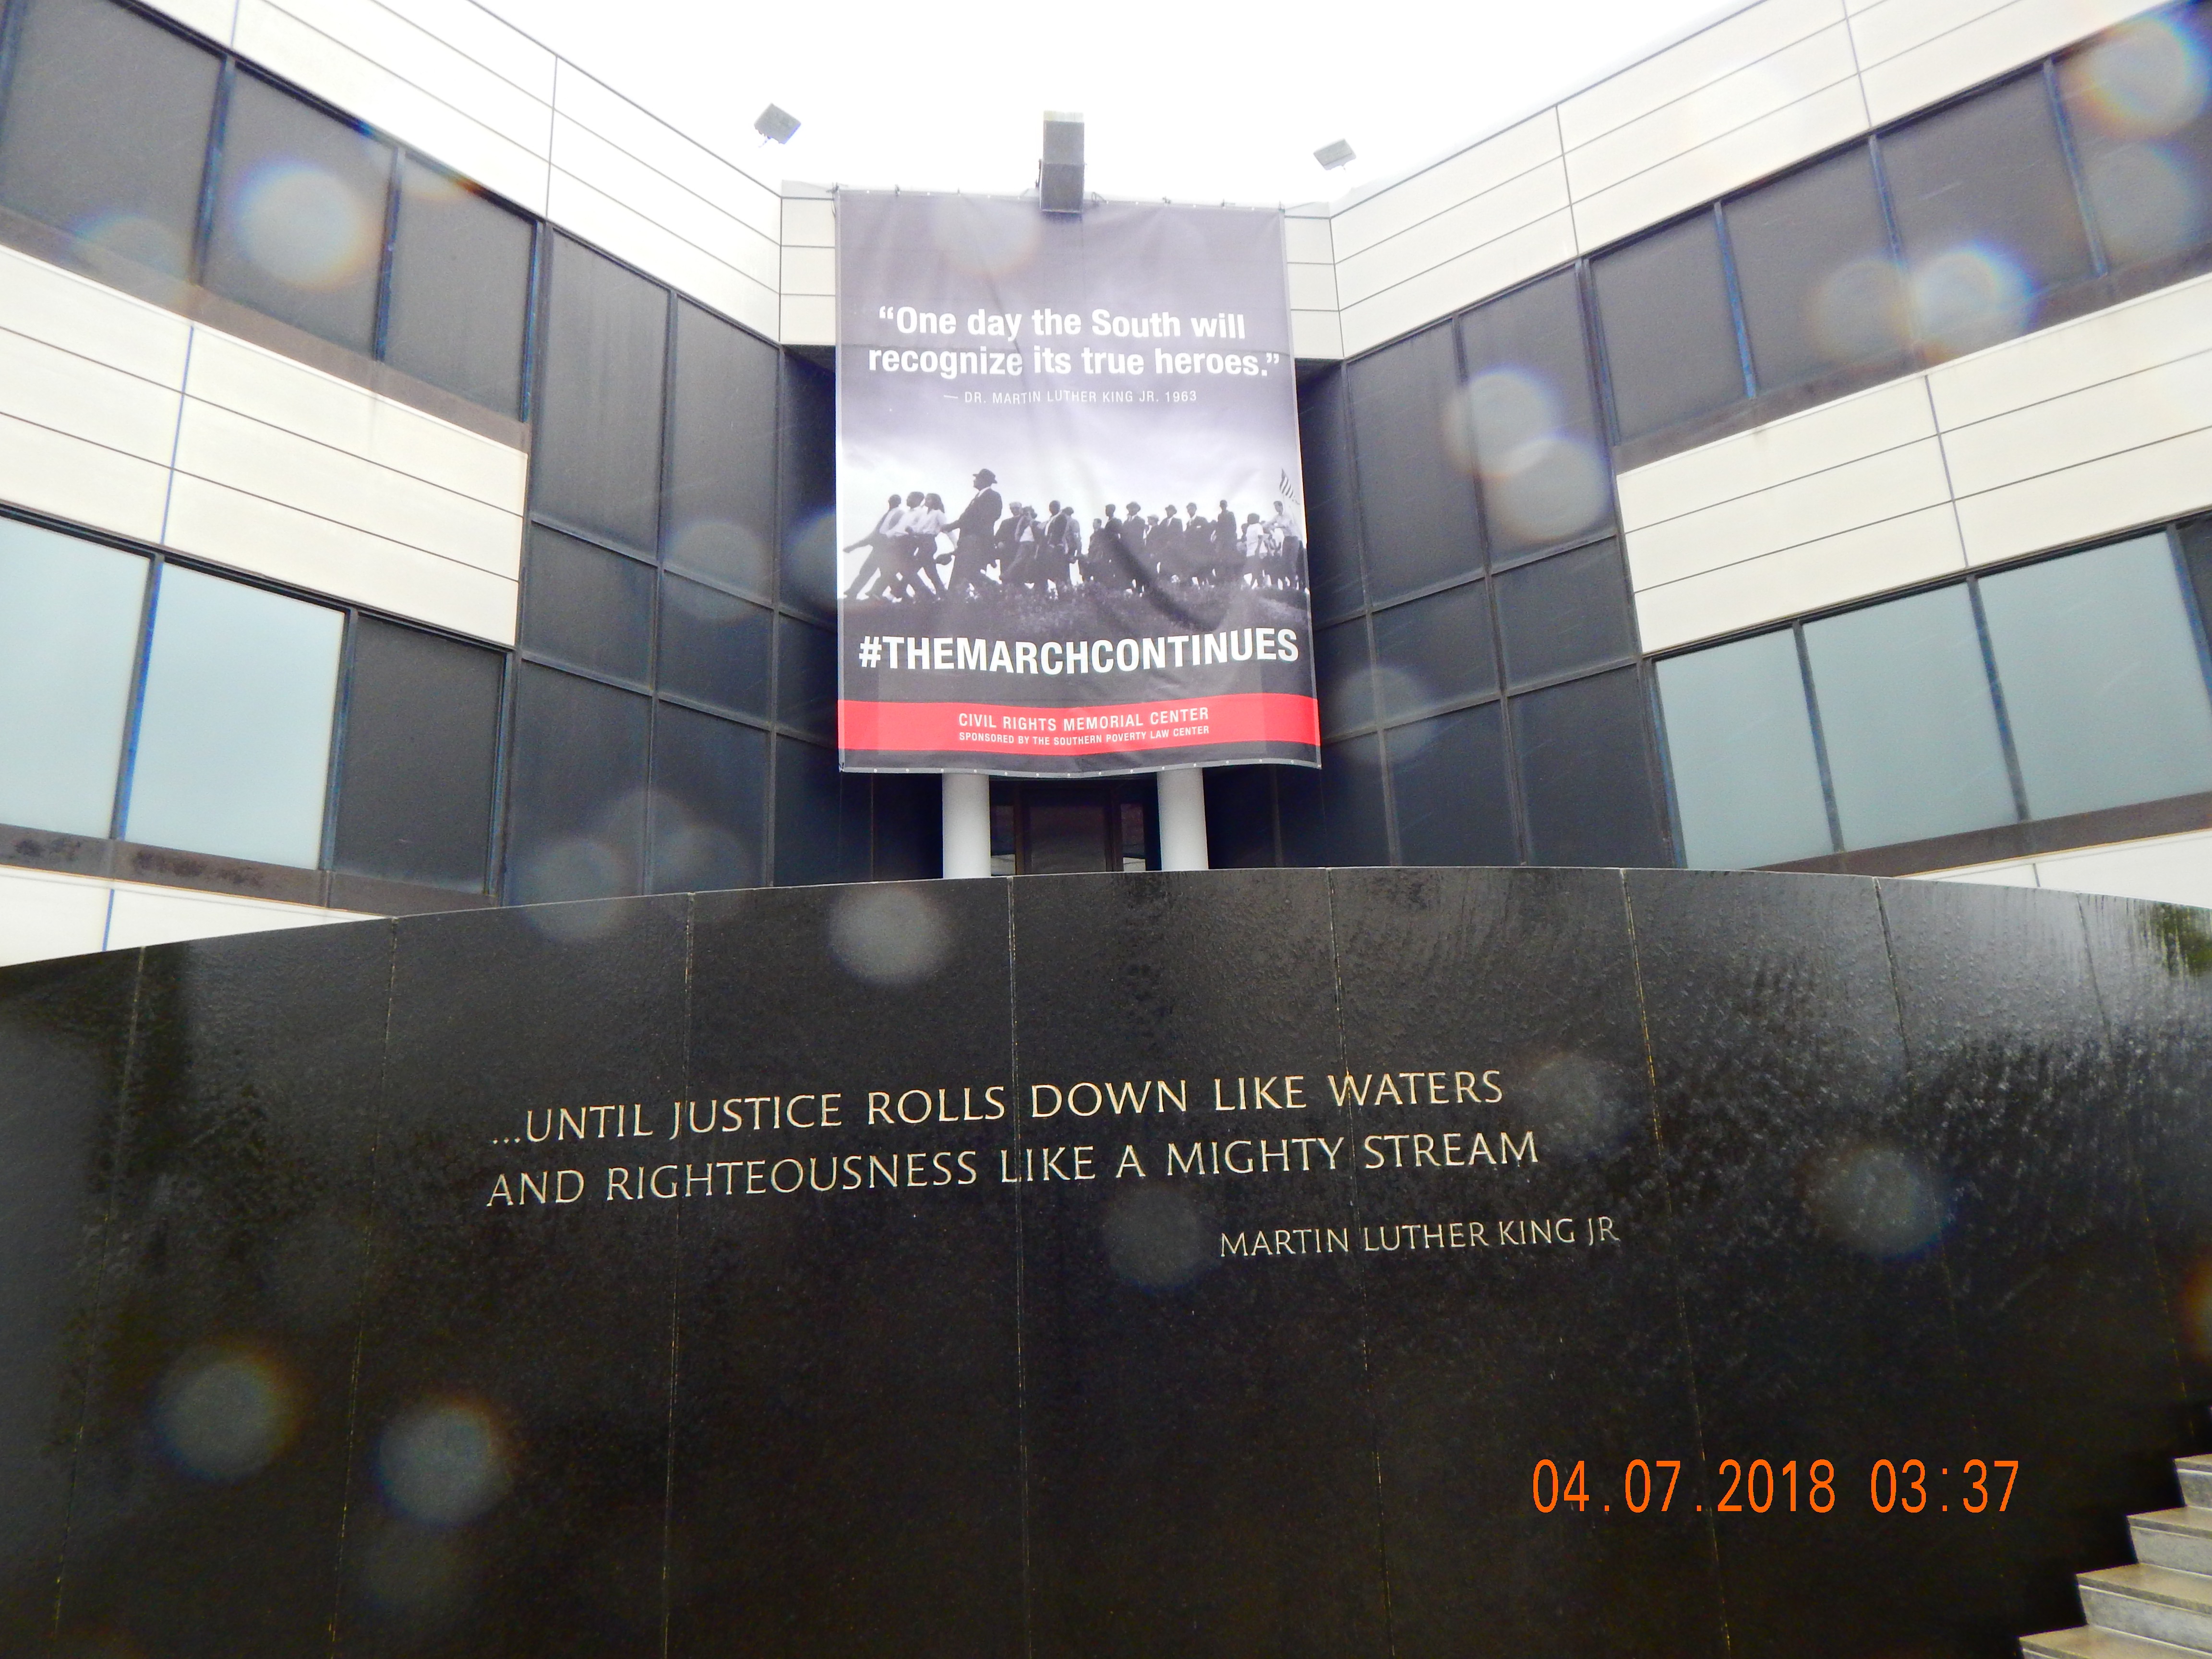 “One day the South will
recognize its true heroes.”
— DR. MARTIN LUTHER KING JR. 1963
#THEMARCHCONTINUES
CIVIL RIGHTS MEMORIAL CENTER
SPONSORED BY THE SOUTHERN POVERTY LAW CENTER
...UNTIL JUSTICE ROLLS DOWN LIKE WATERS
AND RIGHTEOUSNESS LIKE A MIGHTY STREAM
MARTIN LUTHER KING JR
04.07.2018 03:37